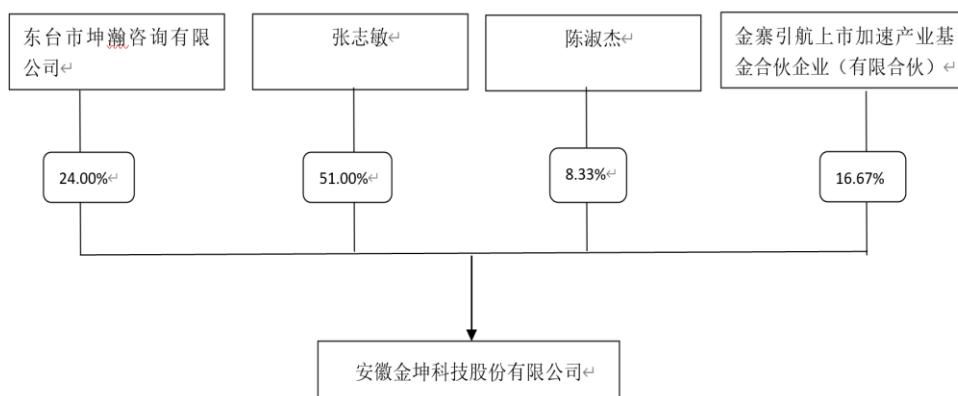 东台市坤瀚咨询有限
公司
张志敏
陈淑杰
金寨引航上市加速产业基
金合伙企业（有限合伙）
24.00%
51.00%
8.33%
16.67%
安徽金坤科技股份有限公司